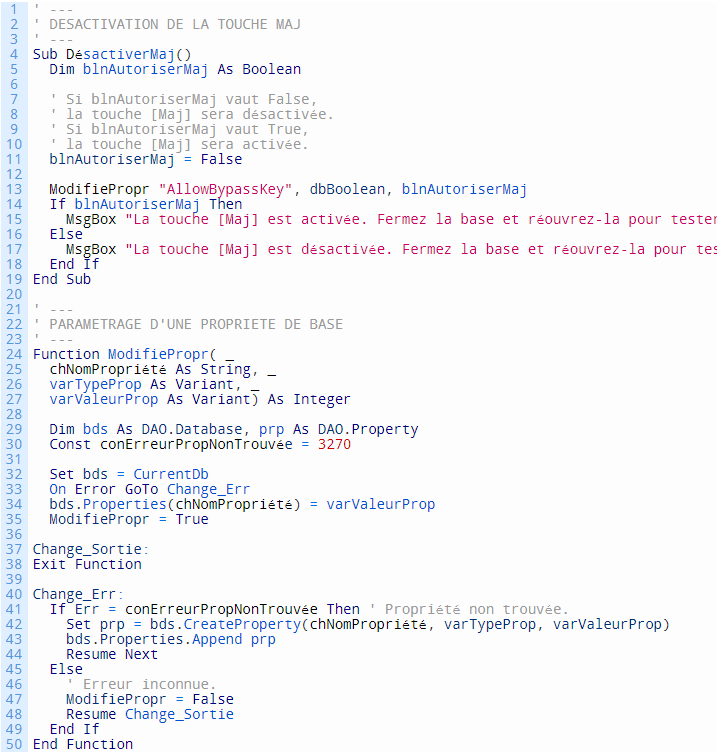 1 ' ---
2 ' DESACTIVATION DE LA TOUCHE MAJ
3 ' ---
4 Sub DésactiverMaj()
5 Dim blnAutoriserMaj As Boolean
6
7 ' Si blnAutoriserMaj vaut False,
8 ' la touche [Maj] sera désactivée.
9 ' Si blnAutoriserMaj vaut True,
10 ' la touche [Maj] sera activée.
11 blnAutoriserMaj = False
12
13 ModifiePropr "AllowBypassKey", dbBoolean, blnAutoriserMaj
14 If blnAutoriserMaj Then
15 MsgBox "La touche [Maj] est activée. Fermez la base et réouvrez-la pour tester
16 Else
17 MsgBox "La touche [Maj] est désactivée. Fermez la base et réouvrez-la pour tes
18 End If
19 End Sub
20
21 ' ---
22 ' PARAMETRAGE D'UNE PROPRIETE DE BASE
23 ' ---
24 Function ModifiePropr( _
25 chNomPropriété As String, _
26 varTypeProp As Variant, _
27 varValeurProp As Variant) As Integer
28
29 Dim bds As DAO.Database, prp As DAO.Property
30 Const conErreurPropNonTrouvée = 3270
31
32 Set bds = CurrentDb
33 On Error GoTo Change_Err
34 bds.Properties(chNomPropriété) = varValeurProp
35 ModifiePropr = True
36
37 Change_Sortie:
38 Exit Function
39
40 Change_Err:
41 If Err = conErreurPropNonTrouvée Then ' Propriété non trouvée.
42 Set prp = bds.CreateProperty(chNomPropriété, varTypeProp, varValeurProp)
43 bds.Properties.Append prp
44 Resume Next
45 Else
46 ' Erreur inconnue.
47 ModifiePropr = False
48 Resume Change_Sortie
49 End If
50 End Function